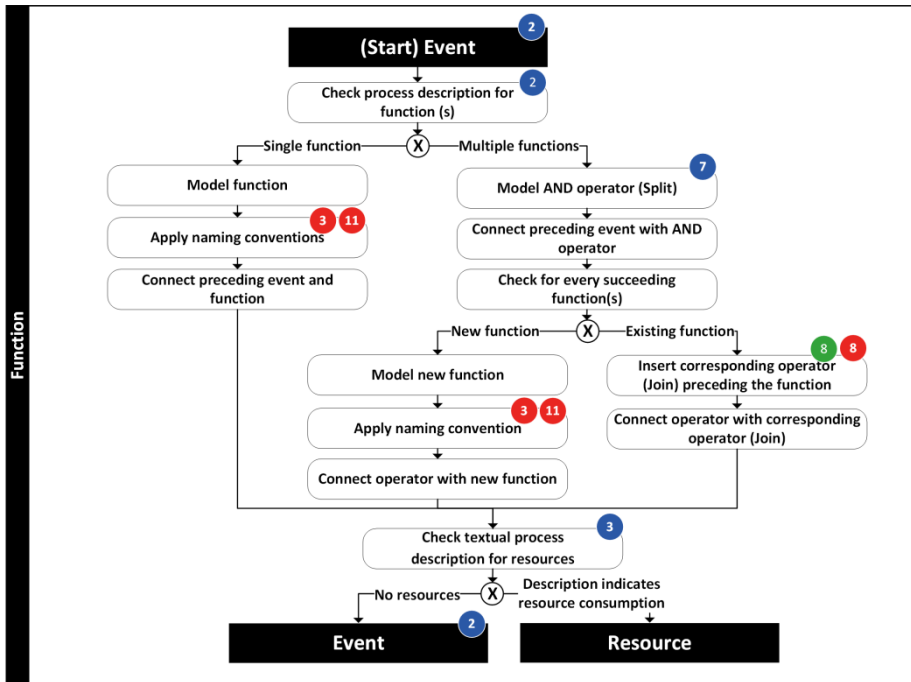 Function
2
(Start) Event
2
Check process description for
function (s)
Single function
X
Multiple functions
7
Model function
Model AND operator (Split)
3 11
Apply naming conventions
Connect preceding event with AND
operator
Connect preceding event and
function
Check for every succeeding
function(s)
New function
X
Existing function
8 8
Model new function
Insert corresponding operator
(Join) preceding the function
3 11
Apply naming convention
Connect operator with corresponding
operator (Join)
Connect operator with new function
3
Check textual process
description for resources
No resources
X
Description indicates
resource consumption
2
Event
Resource